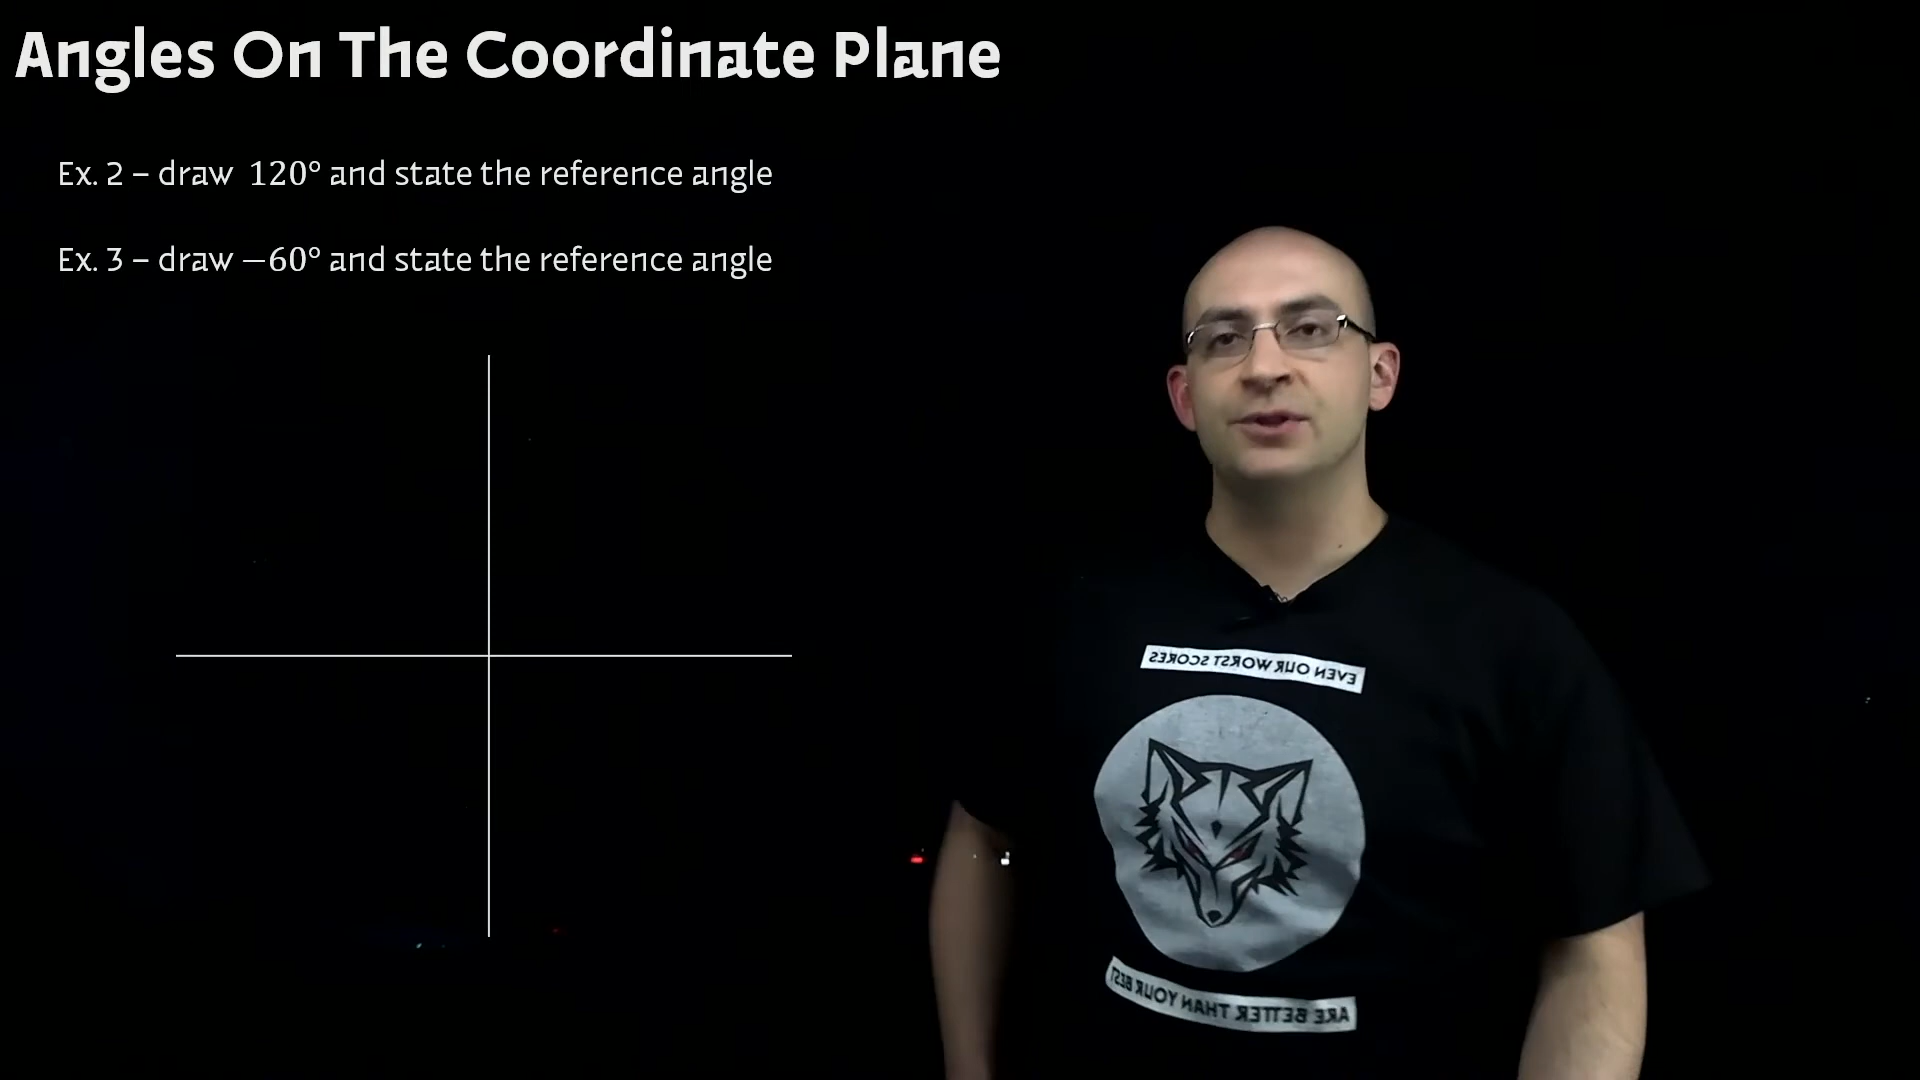 Angles On The Coordinate Plane
Ex. 2 – draw 120° and state the reference angle
Ex. 3 – draw −60° and state the reference angle
EVEN OUR WORST SCORES
ARE BETTER THAN YOUR BEST